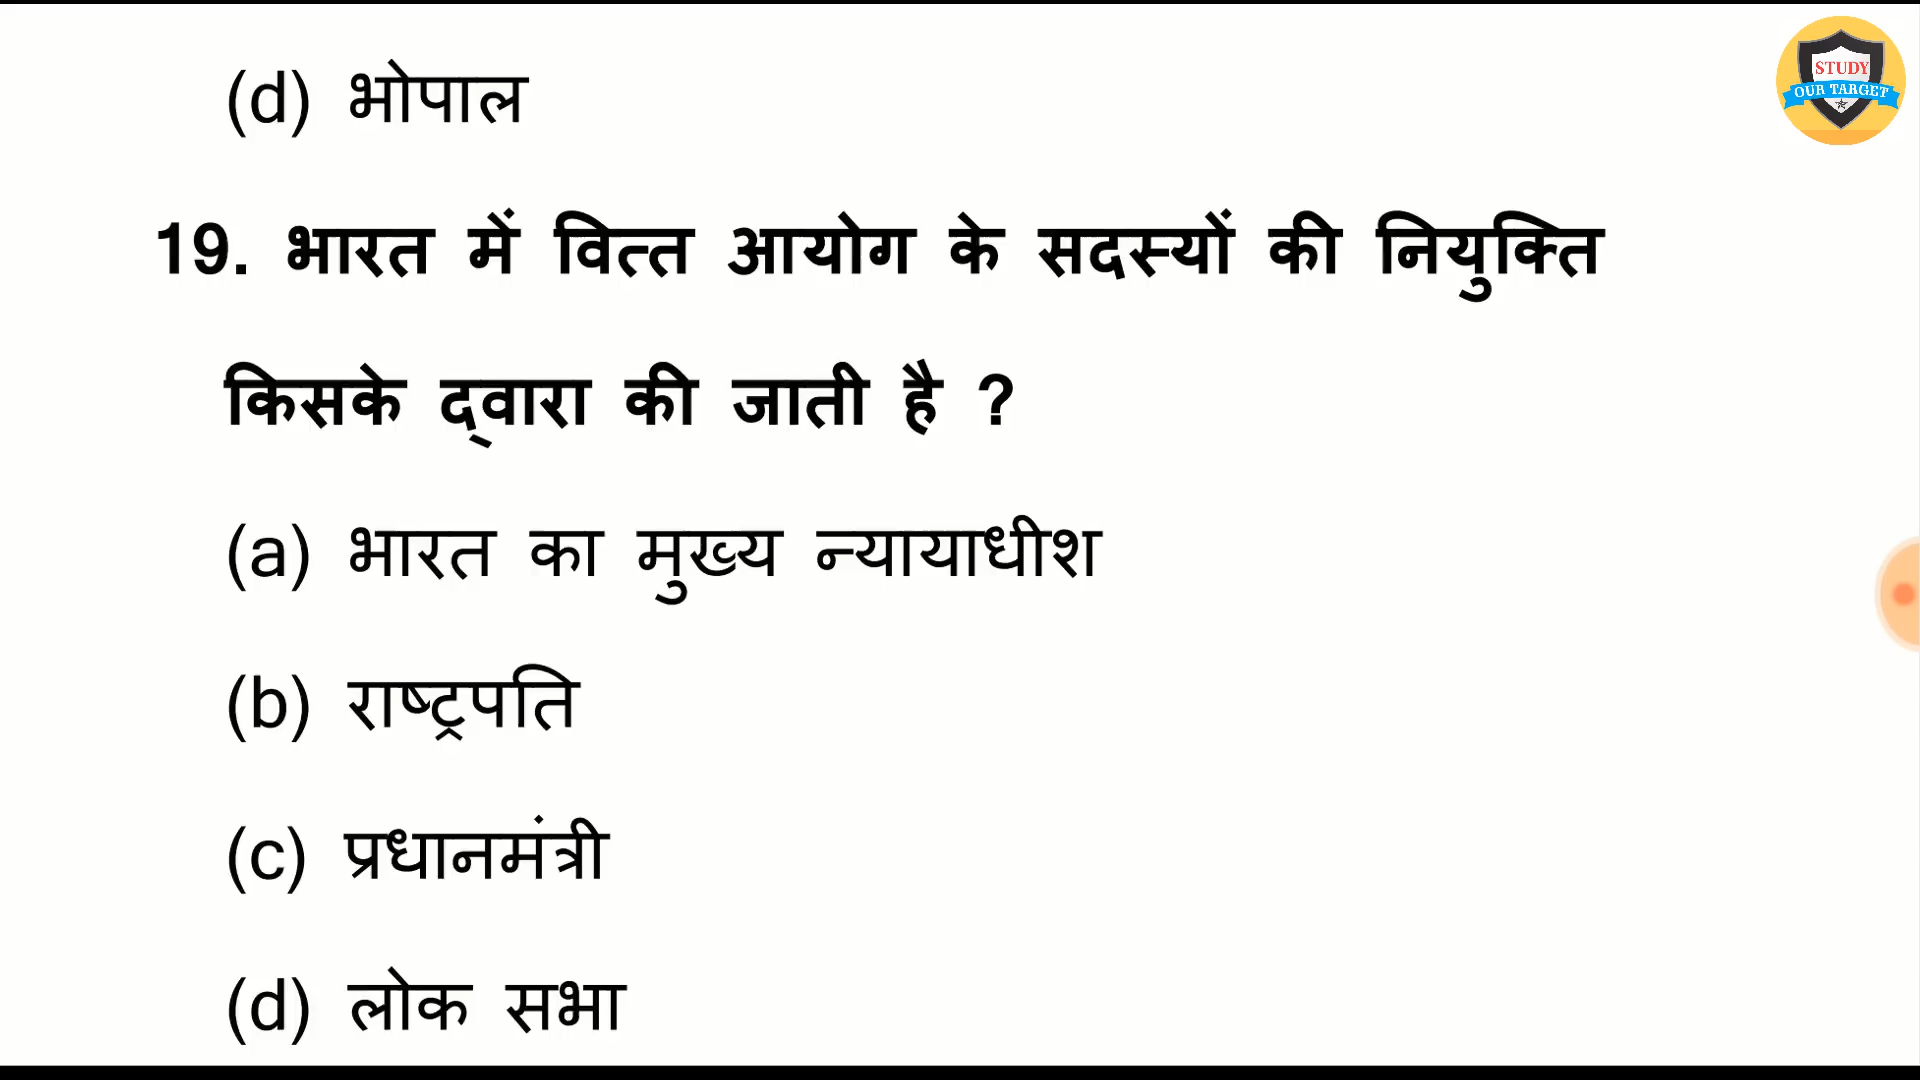 (d) भोपाल
STUDY
OUR TARGET
19. भारत में वित्त आयोग के सदस्यों की नियुक्ति
किसके द्वारा की जाती है ?
(a) भारत का मुख्य न्यायाधीश
(b) राष्ट्रपति
(c) प्रधानमंत्री
(d) लोक सभा